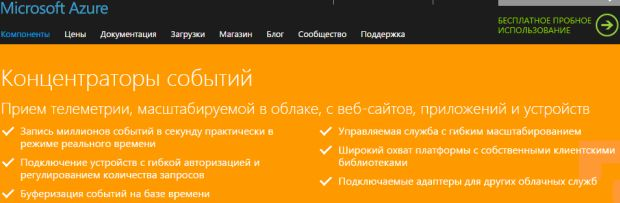 Microsoft Azure
БЕСПЛАТНОЕ ПРОБНОЕ
ИСПОЛЬЗОВАНИЕ
Компоненты Цены Документация Загрузки Магазин Блог Сообщество Поддержка
Концентраторы событий
Прием телеметрии, масштабируемой в облаке, с веб-сайтов, приложений и устройств
Запись миллионов событий в секунду практически в
режиме реального времени
Подключение устройств с гибкой авторизацией и
регулированием количества запросов
Буферизация событий на базе времени
Управляемая служба с гибким масштабированием
Широкий охват платформы с собственными клиентскими
библиотеками
Подключаемые адаптеры для других облачных служб